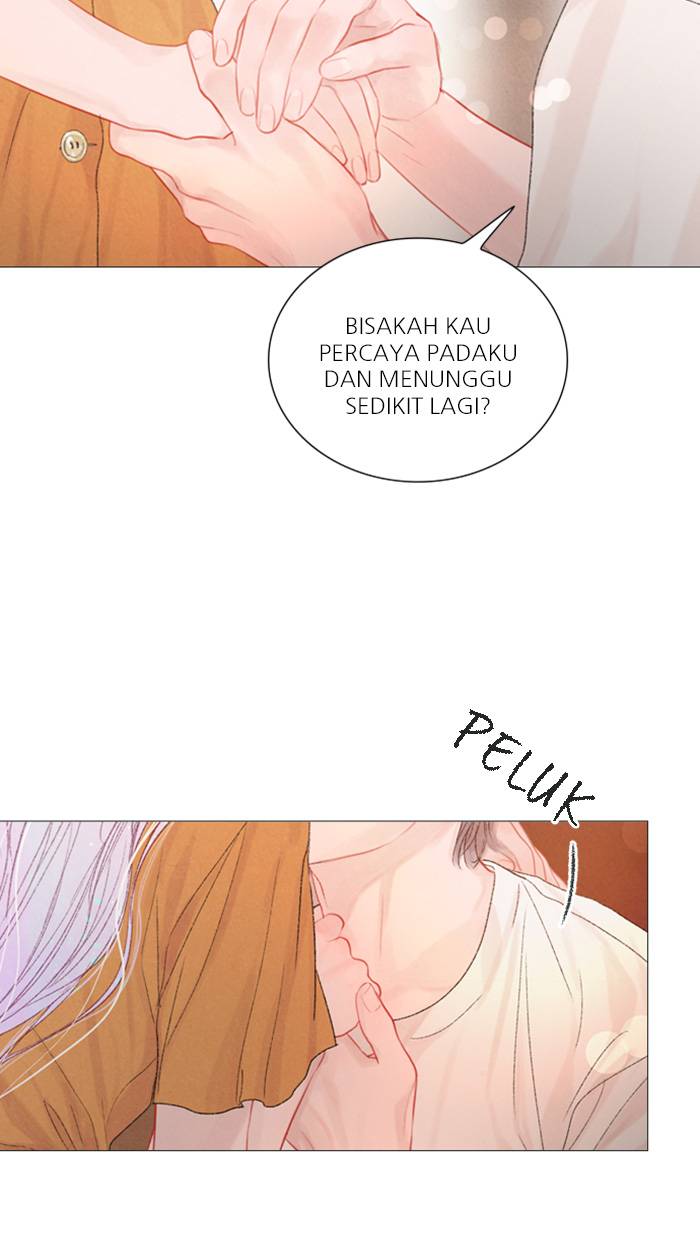 BISAKAH KAU
PERCAYA PADAKU
DAN MENUNGGU
SEDIKIT LAGI?
PELUK